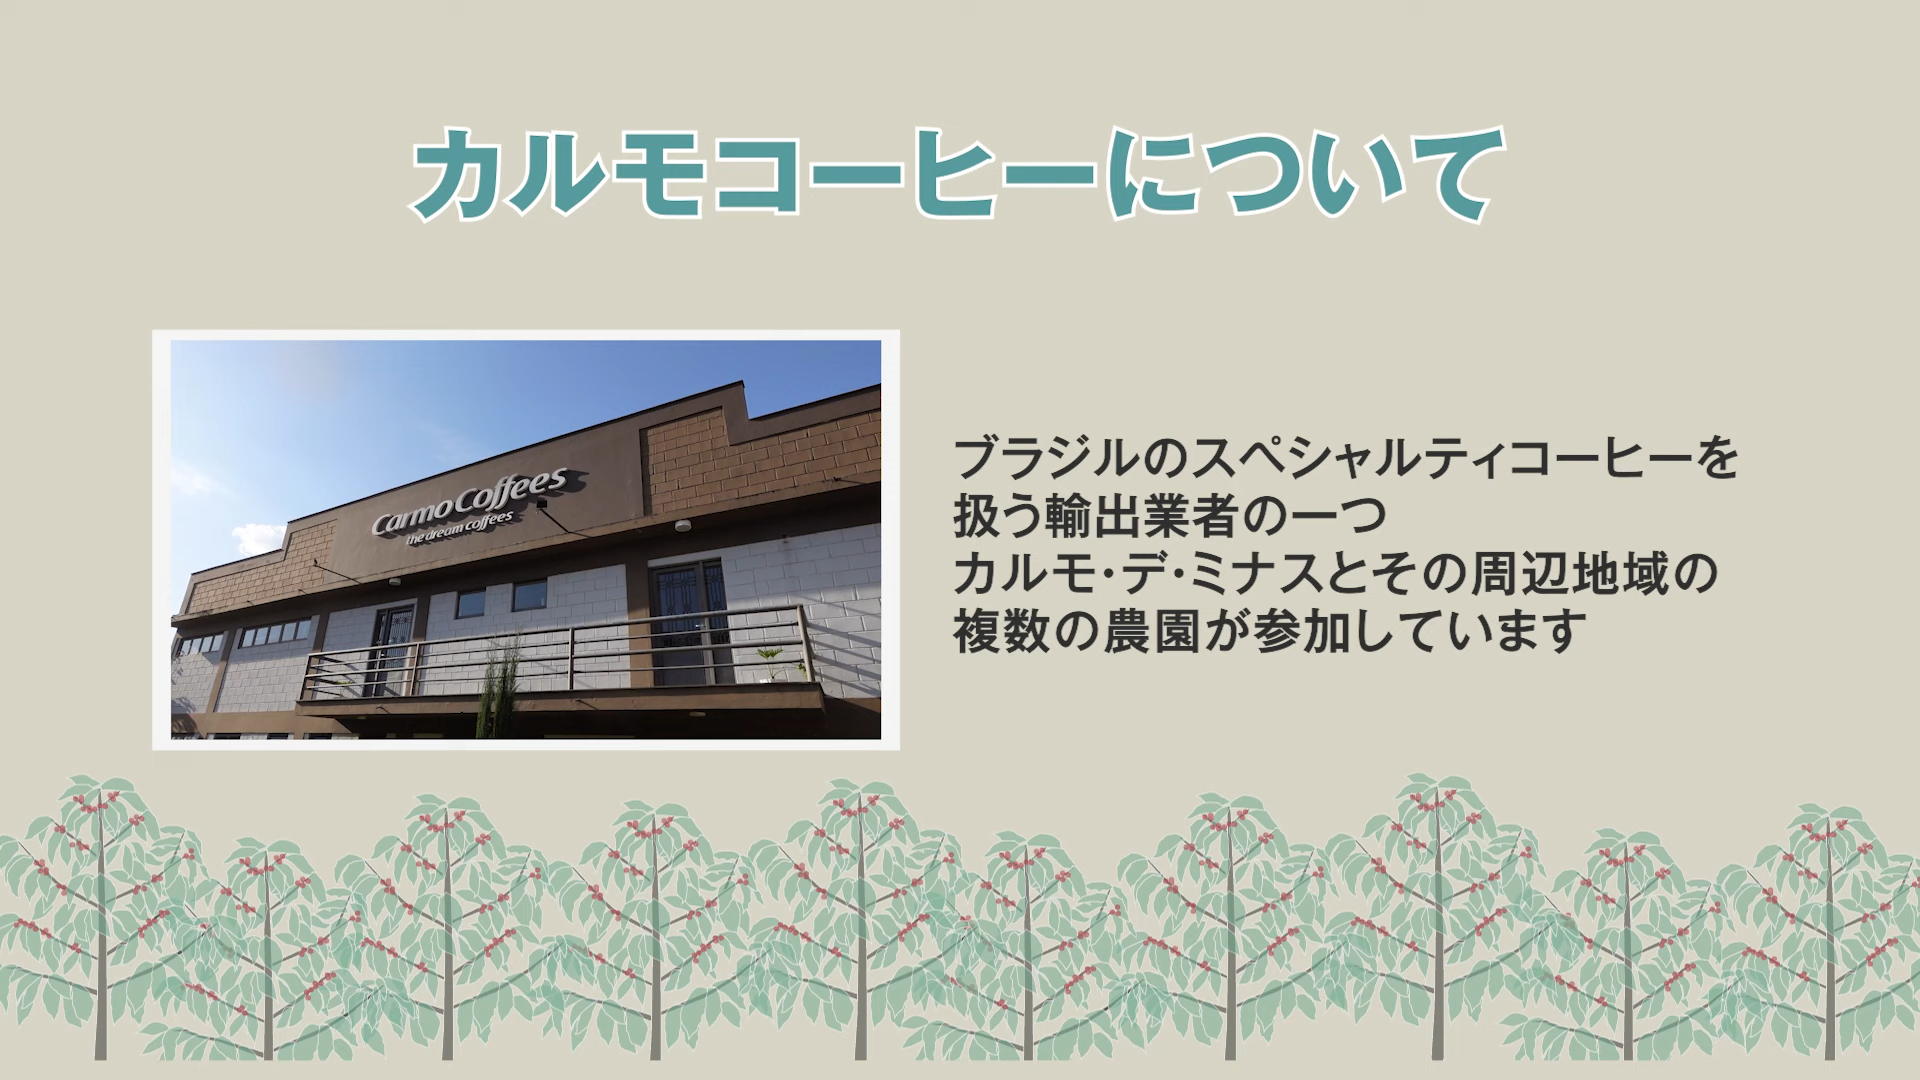 カルモコーヒーについて
Carmo Coffees
the dream coffees
ブラジルのスペシャルティコーヒーを
扱う輸出業者の一つ
カルモ・デ・ミナスとその周辺地域の
複数の農園が参加しています